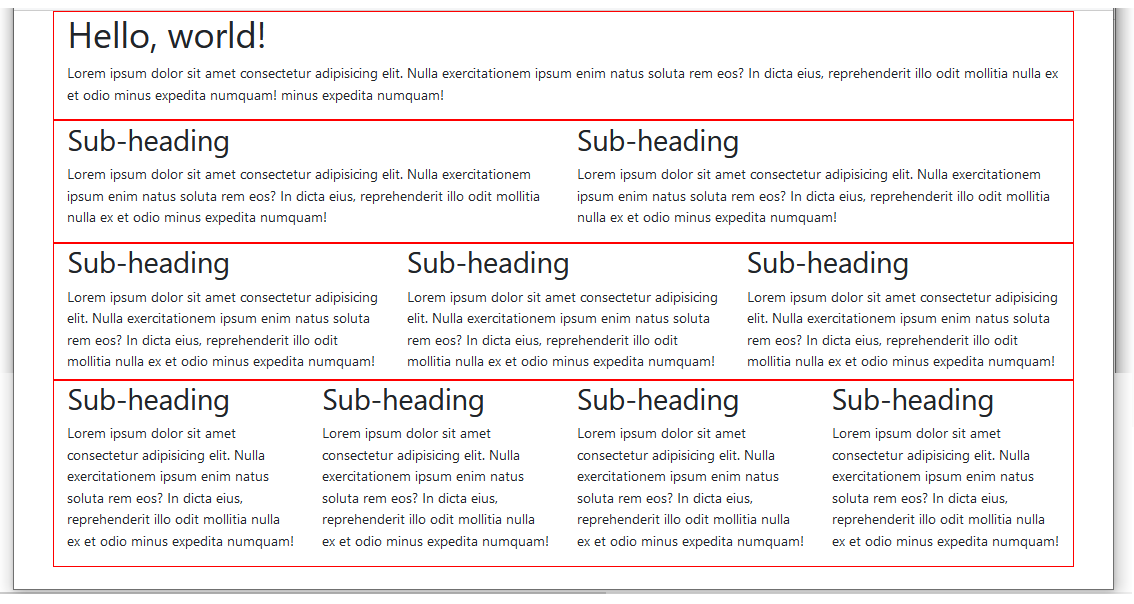 Hello, world!
Lorem ipsum dolor sit amet consectetur adipisicing elit. Nulla exercitationem ipsum enim natus soluta rem eos? In dicta eius, reprehenderit illo odit mollitia nulla ex
et odio minus expedita numquam! minus expedita numquam!
Sub-heading
Lorem ipsum dolor sit amet consectetur adipisicing elit. Nulla exercitationem
ipsum enim natus soluta rem eos? In dicta eius, reprehenderit illo odit mollitia
nulla ex et odio minus expedita numquam!
Sub-heading
Lorem ipsum dolor sit amet consectetur adipisicing elit. Nulla exercitationem
ipsum enim natus soluta rem eos? In dicta eius, reprehenderit illo odit mollitia
nulla ex et odio minus expedita numquam!
Sub-heading
Lorem ipsum dolor sit amet consectetur adipisicing
elit. Nulla exercitationem ipsum enim natus soluta
rem eos? In dicta eius, reprehenderit illo odit
mollitia nulla ex et odio minus expedita numquam!
Sub-heading
Lorem ipsum dolor sit amet consectetur adipisicing
elit. Nulla exercitationem ipsum enim natus soluta
rem eos? In dicta eius, reprehenderit illo odit
mollitia nulla ex et odio minus expedita numquam!
Sub-heading
Lorem ipsum dolor sit amet consectetur adipisicing
elit. Nulla exercitationem ipsum enim natus soluta
rem eos? In dicta eius, reprehenderit illo odit
mollitia nulla ex et odio minus expedita numquam!
Sub-heading
Lorem ipsum dolor sit amet
consectetur adipisicing elit. Nulla
exercitationem ipsum enim natus
soluta rem eos? In dicta eius,
reprehenderit illo odit mollitia nulla
ex et odio minus expedita numquam!
Sub-heading
Lorem ipsum dolor sit amet
consectetur adipisicing elit. Nulla
exercitationem ipsum enim natus
soluta rem eos? In dicta eius,
reprehenderit illo odit mollitia nulla
ex et odio minus expedita numquam!
Sub-heading
Lorem ipsum dolor sit amet
consectetur adipisicing elit. Nulla
exercitationem ipsum enim natus
soluta rem eos? In dicta eius,
reprehenderit illo odit mollitia nulla
ex et odio minus expedita numquam!
Sub-heading
Lorem ipsum dolor sit amet
consectetur adipisicing elit. Nulla
exercitationem ipsum enim natus
soluta rem eos? In dicta eius,
reprehenderit illo odit mollitia nulla
ex et odio minus expedita numquam!